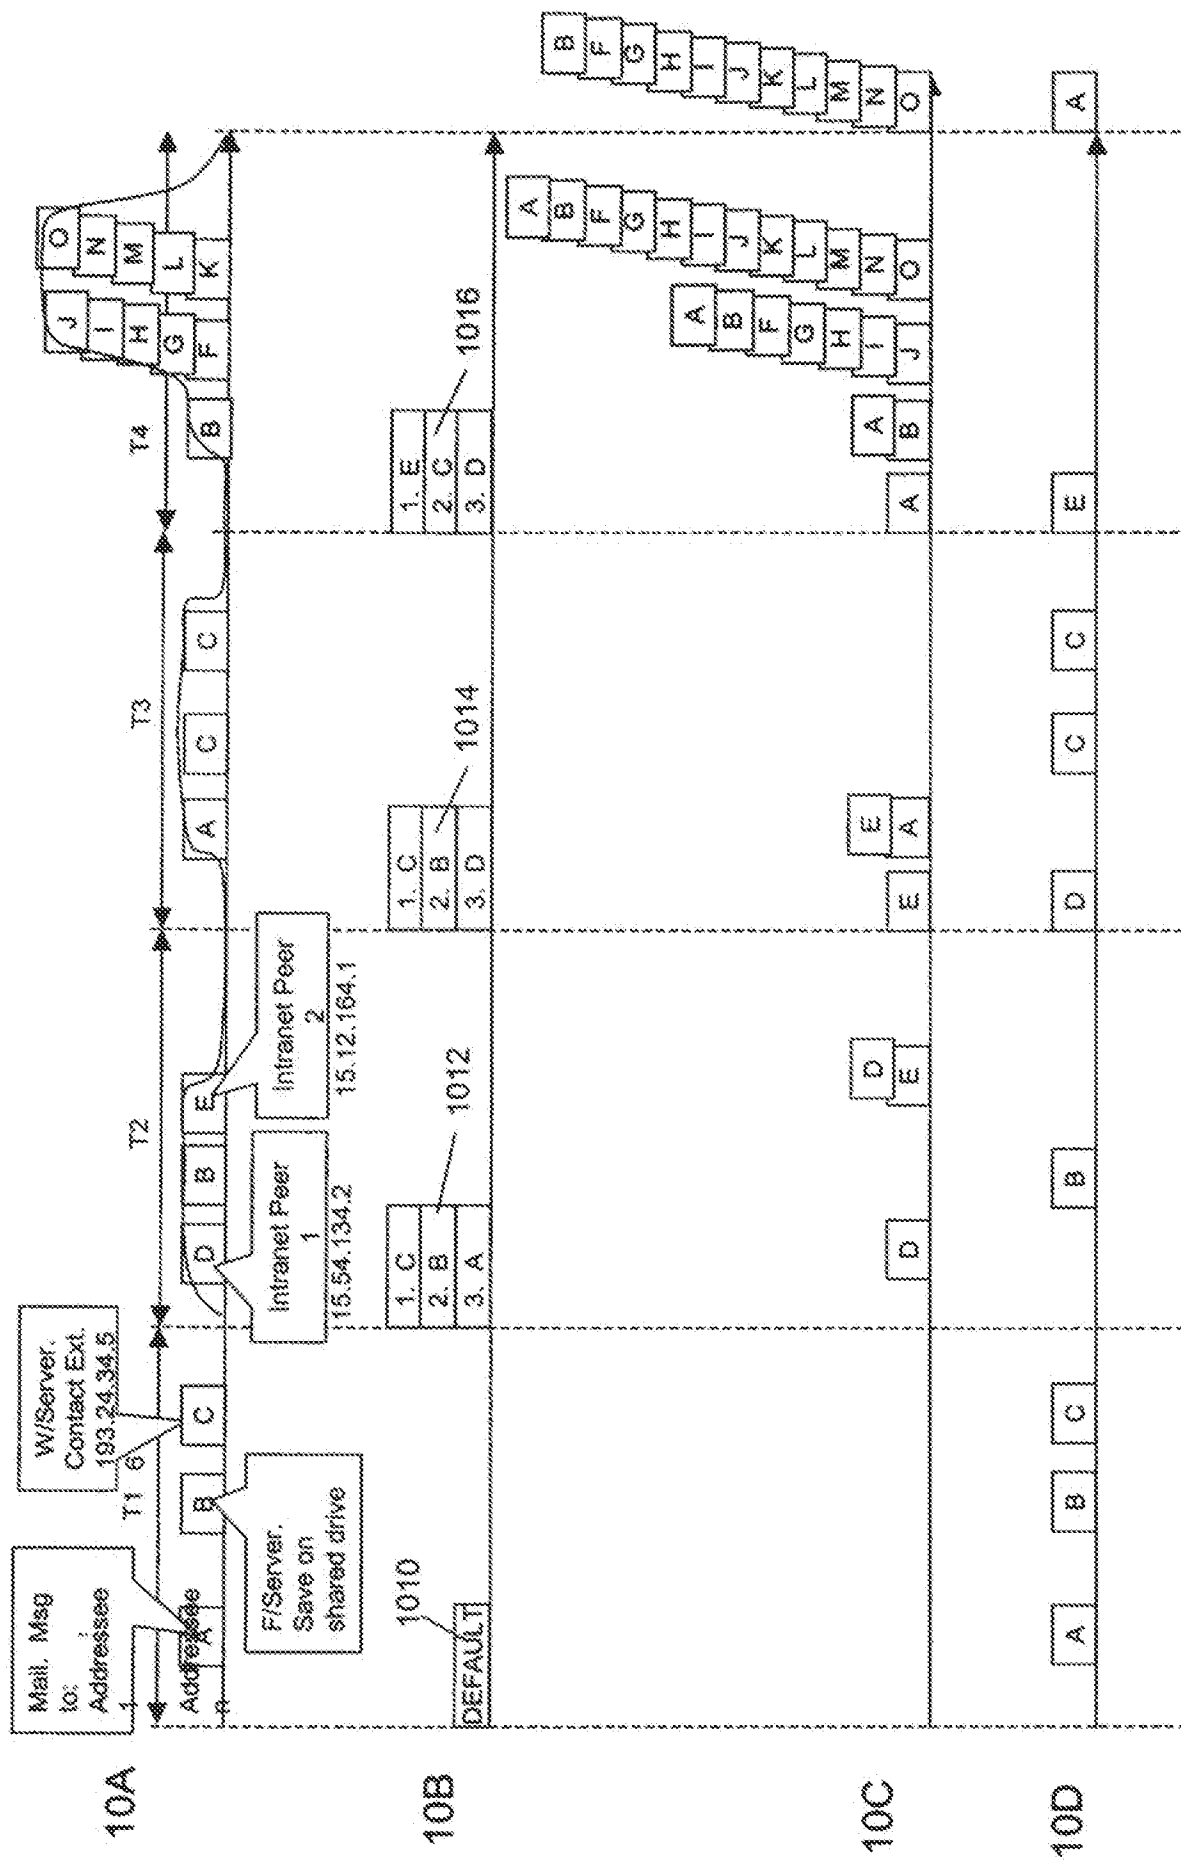 10A
Mail. Msg
to:
Addressee
1
Addressee
n
A
T1
6
W/Server.
Contact Ext.
193.24.34.5
B
C
F/Server.
Save on
shared drive
T2
D
B
E
Intranet Peer
1
15.54.134.2
Intranet Peer
2
15.12.164.1
T3
A
C
C
T4
B
F
G
H
I
J
K
L
M
N
O
10B
DEFAULT
1010
1. C
2. B
3. A
1012
1. C
2. B
3. D
1014
1. E
2. C
3. D
1016
10C
D
D
E
E
E
A
A
A
B
A
B
F
G
H
I
J
A
B
F
G
H
I
J
K
L
M
N
O
B
F
G
H
I
J
K
L
M
N
O
10D
A
B
C
B
D
C
C
E
A